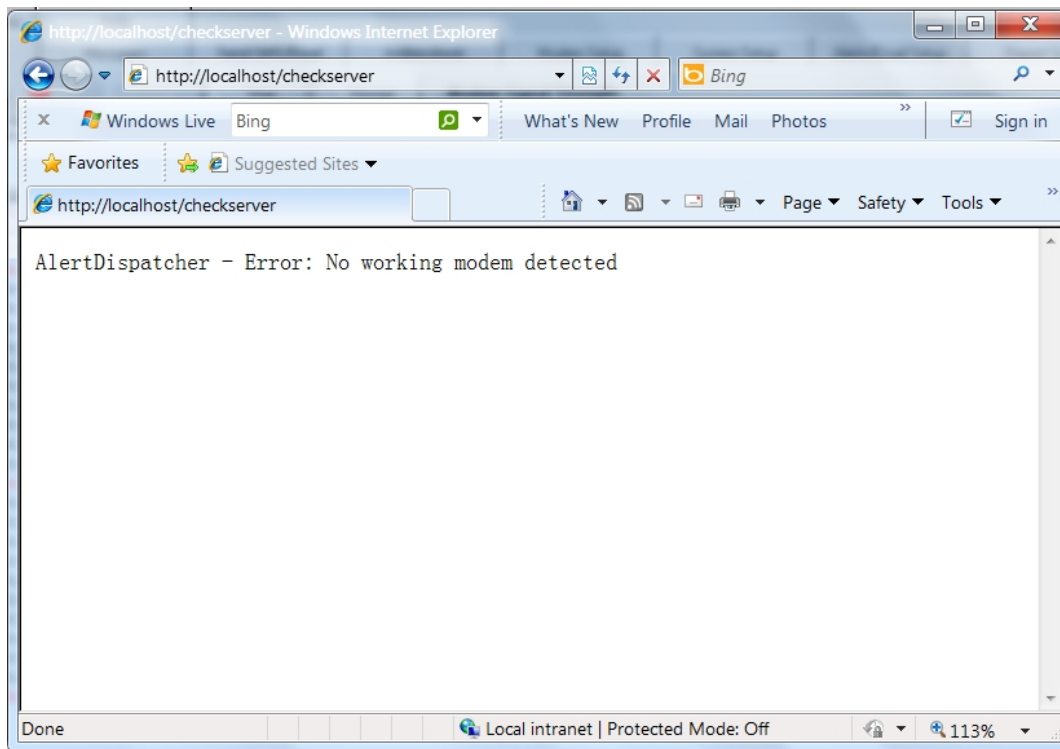 http://localhost/checkserver - Windows Internet Explorer
http://localhost/checkserver
Bing
x Windows Live Bing What's New Profile Mail Photos » Sign in
Favorites Suggested Sites
http://localhost/checkserver Page Safety Tools »
AlertDispatcher - Error: No working modem detected
Done Local intranet | Protected Mode: Off 113%